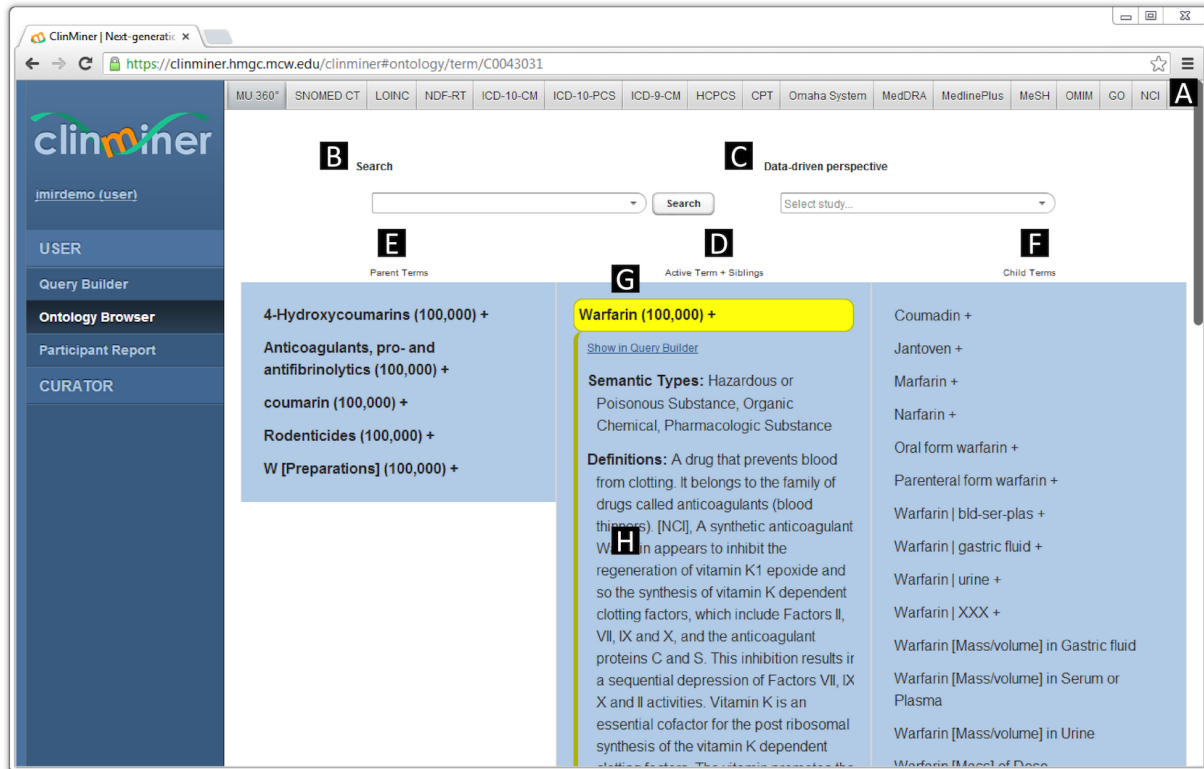 ClinMiner | Next-generatic ×
https://clinminer.hmgc.mcw.edu/clinminer#ontology/term/C0043031
MU 360° SNOMED CT LOINC NDF-RT ICD-10-CM ICD-10-PCS ICD-9-CM HCPCS CPT Omaha System MedDRA MedlinePlus MeSH OMIM GO NCI A
clinminer
jmirdemo (user)
USER
Query Builder
Ontology Browser
Participant Report
CURATOR
B Search
C Data-driven perspective
Search
Select study...
E
Parent Terms
D
Active Term + Siblings
F
Child Terms
4-Hydroxycoumarins (100,000) +
Anticoagulants, pro- and
antifibrinolytics (100,000) +
coumarin (100,000) +
Rodenticides (100,000) +
W [Preparations] (100,000) +
G
Warfarin (100,000) +
Show in Query Builder
Semantic Types: Hazardous or
Poisonous Substance, Organic
Chemical, Pharmacologic Substance
Definitions: A drug that prevents blood
from clotting. It belongs to the family of
drugs called anticoagulants (blood
thinners). [NCI], A synthetic anticoagulant
H
Warfarin appears to inhibit the
regeneration of vitamin K1 epoxide and
so the synthesis of vitamin K dependent
clotting factors, which include Factors II,
VII, IX and X, and the anticoagulant
proteins C and S. This inhibition results in
a sequential depression of Factors VII, IX
X and II activities. Vitamin K is an
essential cofactor for the post ribosomal
synthesis of the vitamin K dependent
clotting factors. The vitamin promotes the
Coumadin +
Jantoven +
Marfarin +
Narfarin +
Oral form warfarin +
Parenteral form warfarin +
Warfarin | bld-ser-plas +
Warfarin | gastric fluid +
Warfarin | urine +
Warfarin | XXX +
Warfarin [Mass/volume] in Gastric fluid
Warfarin [Mass/volume] in Serum or
Plasma
Warfarin [Mass/volume] in Urine
Warfarin [Mass] of Dose